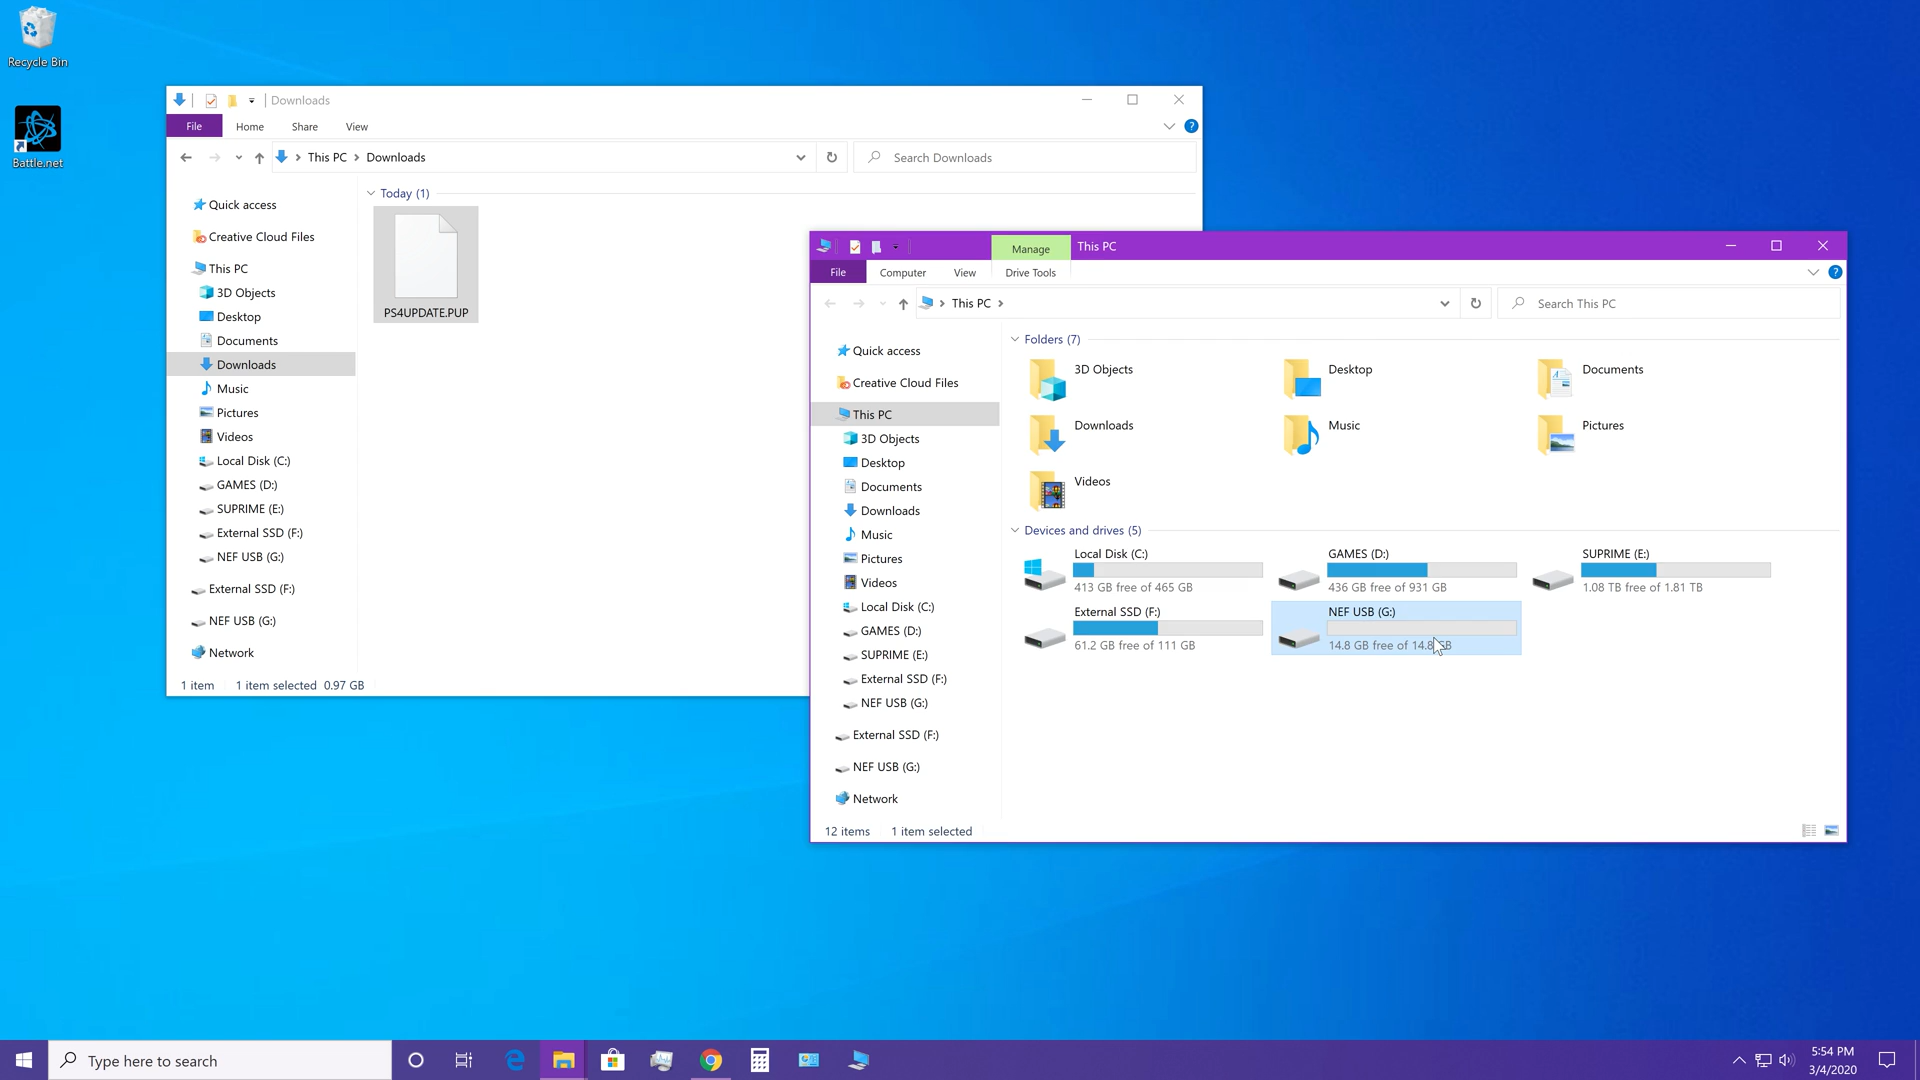 Recycle Bin
Battle.net
Downloads
File
Home
Share
View
This PC
Downloads
Search Downloads
Quick access
Creative Cloud Files
This PC
3D Objects
Desktop
Documents
Downloads
Music
Pictures
Videos
Local Disk (C:)
GAMES (D:)
SUPRIME (E:)
External SSD (F:)
NEF USB (G:)
External SSD (F:)
NEF USB (G:)
Network
Today (1)
PS4UPDATE.PUP
1 item
1 item selected 0.97 GB
Manage
This PC
File
Computer
View
Drive Tools
This PC
Search This PC
Quick access
Creative Cloud Files
This PC
3D Objects
Desktop
Documents
Downloads
Music
Pictures
Videos
Local Disk (C:)
GAMES (D:)
SUPRIME (E:)
External SSD (F:)
NEF USB (G:)
External SSD (F:)
NEF USB (G:)
Network
Folders (7)
3D Objects
Desktop
Documents
Downloads
Music
Pictures
Videos
Devices and drives (5)
Local Disk (C:)
413 GB free of 465 GB
GAMES (D:)
436 GB free of 931 GB
SUPRIME (E:)
1.08 TB free of 1.81 TB
External SSD (F:)
61.2 GB free of 111 GB
NEF USB (G:)
14.8 GB free of 14.8 GB
12 items
1 item selected
Type here to search
5:54 PM
3/4/2020